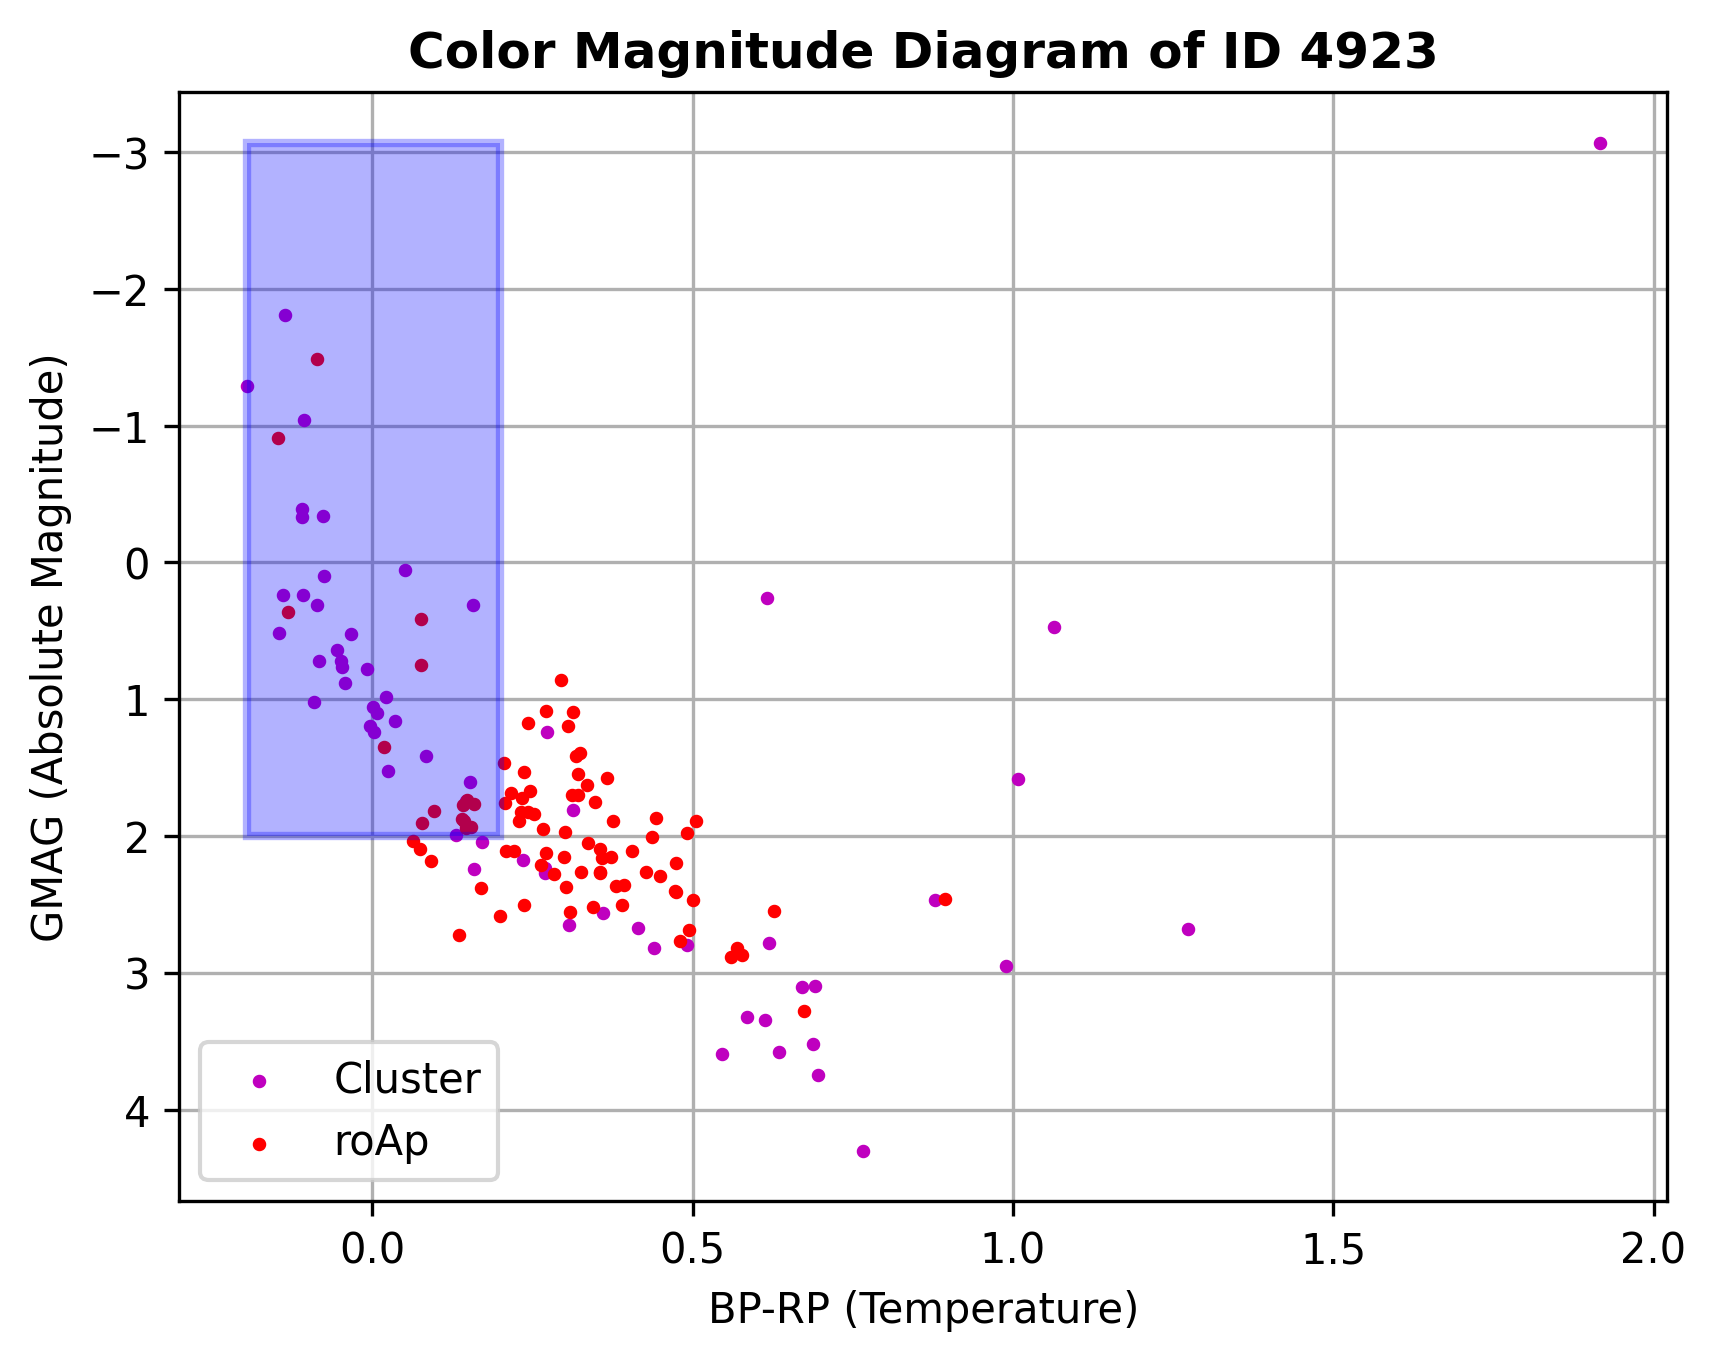 Color Magnitude Diagram of ID 4923
GMAG (Absolute Magnitude)
−3
−2
−1
0
1
2
3
4
Cluster
roAp
0.0 0.5 1.0 1.5 2.0
BP-RP (Temperature)